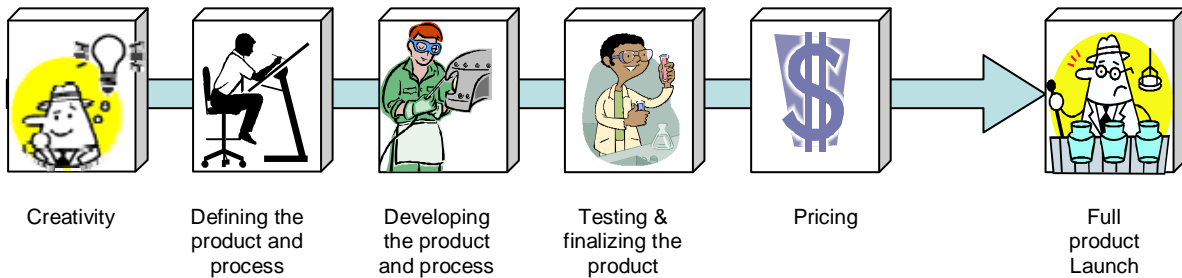 $
Creativity
Defining the
product and
process
Developing
the product
and process
Testing &
finalizing the
product
Pricing
Full
product
Launch